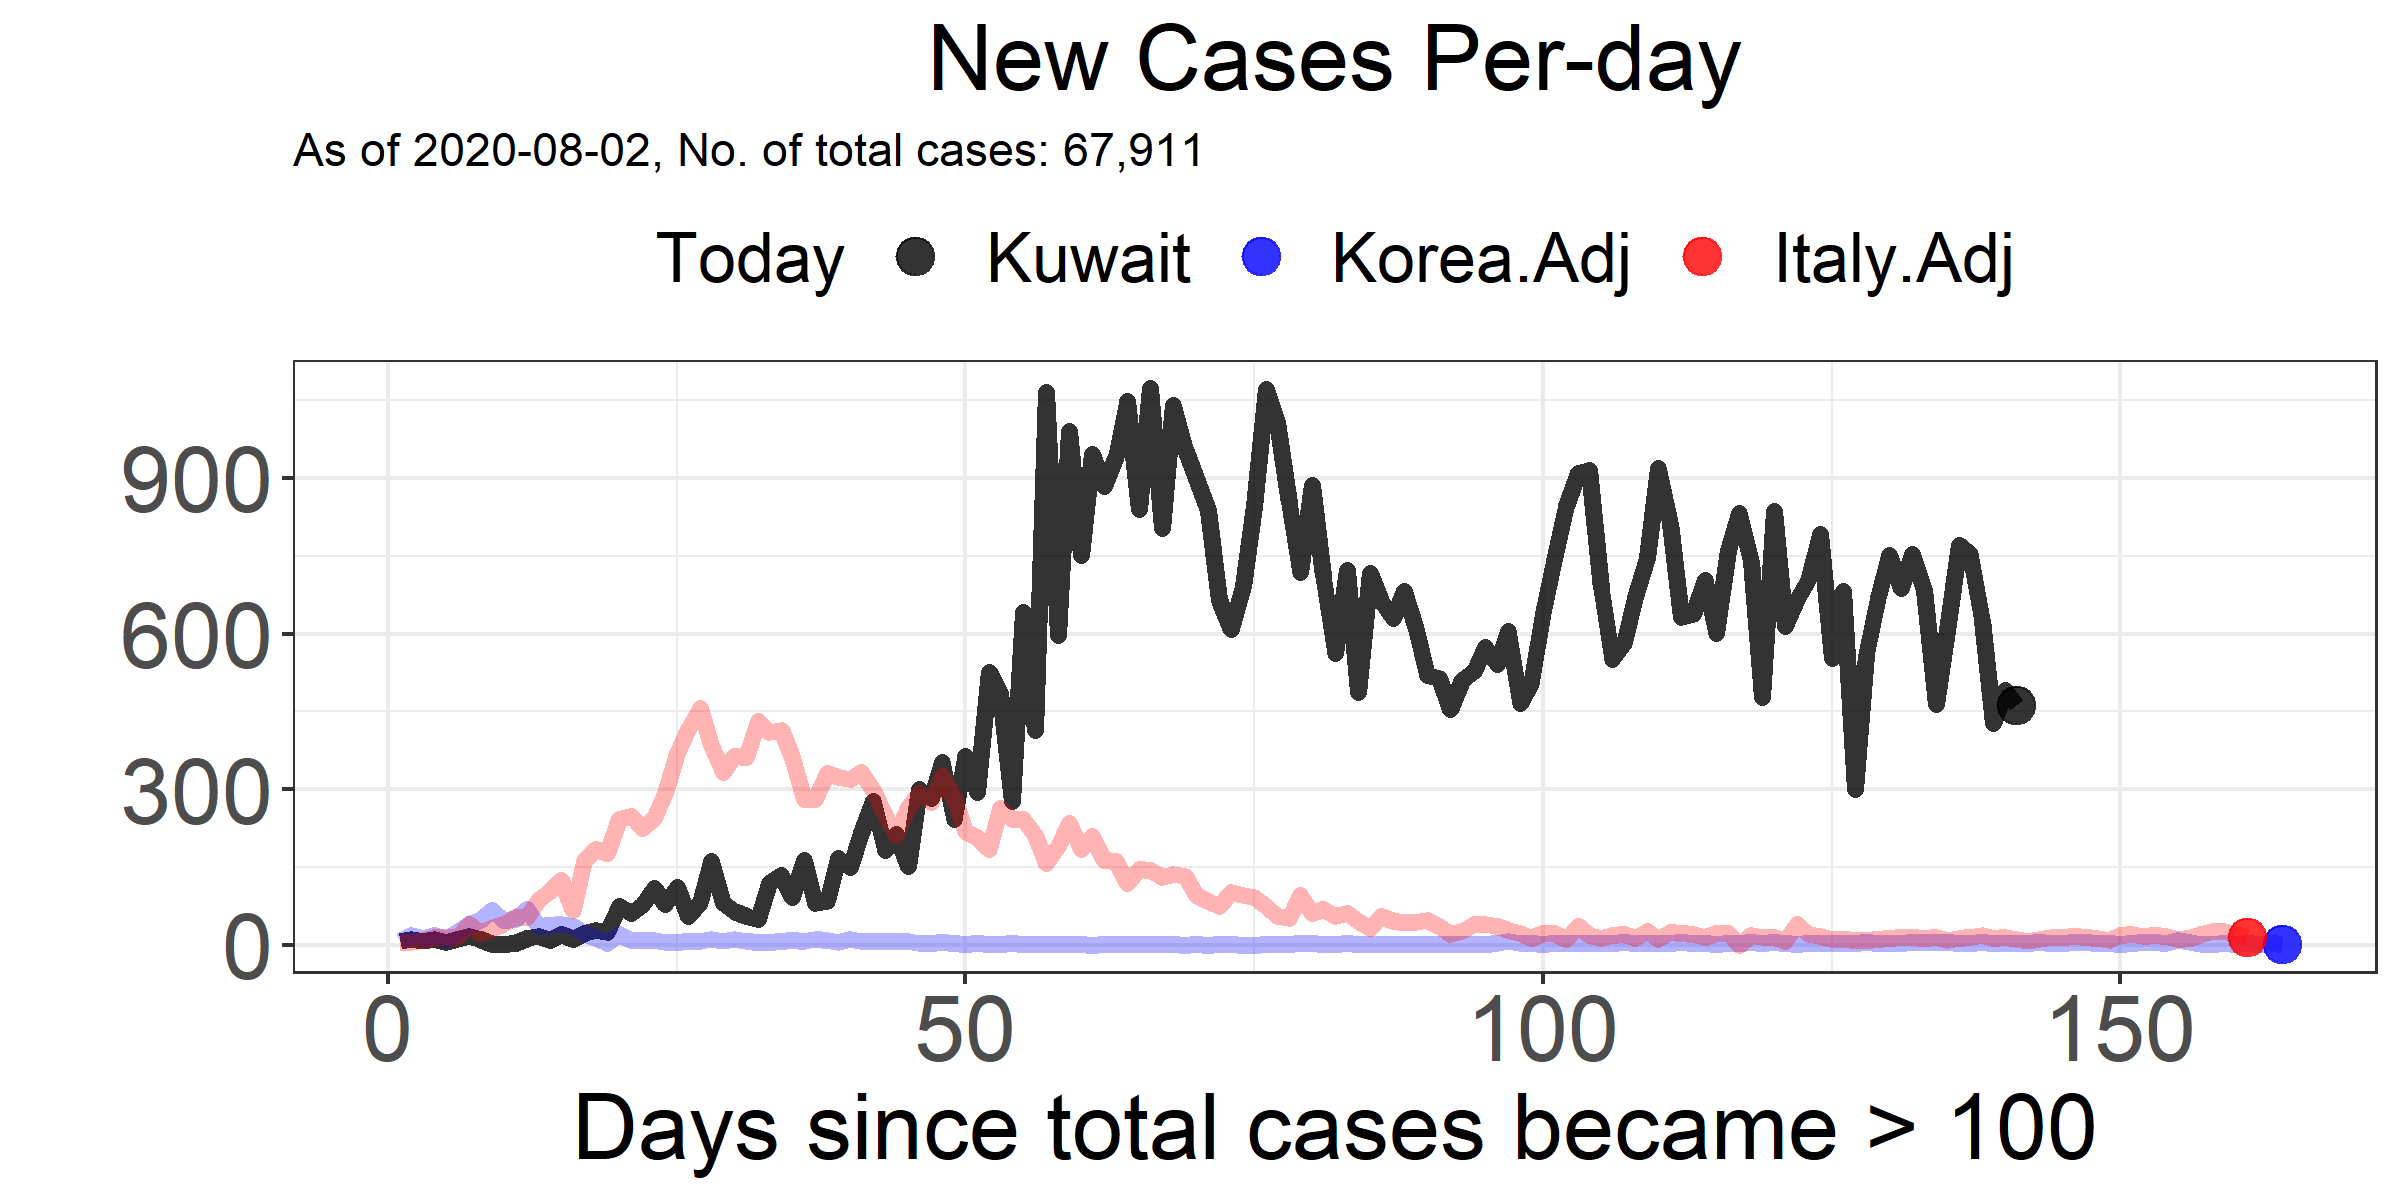 New Cases Per-day
As of 2020-08-02, No. of total cases: 67,911
Today Kuwait Korea.Adj Italy.Adj
900
600
300
0
0 50 100 150
Days since total cases became > 100